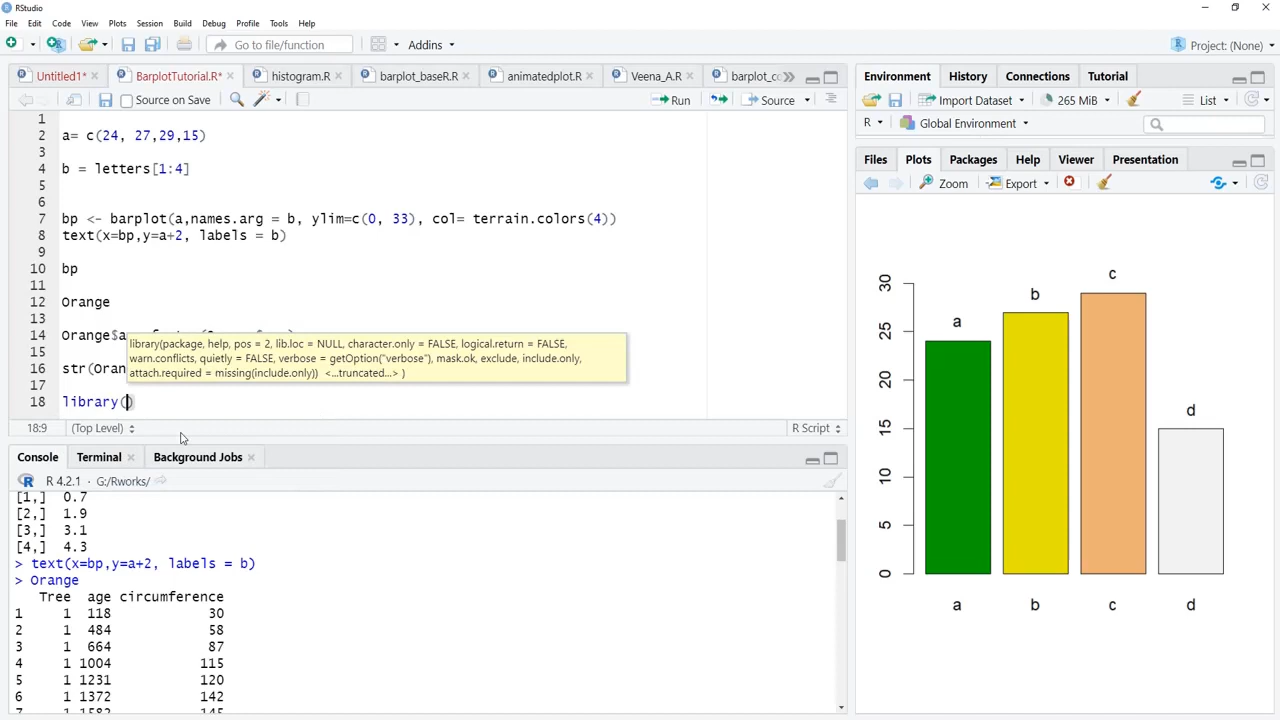 RStudio
File Edit Code View Plots Session Build Debug Profile Tools Help
Go to file/function Addins Project: (None)
Untitled1* BarplotTutorial.R* histogram.R barplot_baseR.R animatedplot.R Veena_A.R barplot_co
Source on Save Run Source
1
2 a= c(24, 27,29,15)
3
4 b = letters[1:4]
5
6
7 bp <- barplot(a,names.arg = b, ylim=c(0, 33), col= terrain.colors(4))
8 text(x=bp,y=a+2, labels = b)
9
10 bp
11
12 Orange
13
14 Orange$a
library(package, help, pos = 2, lib.loc = NULL, character.only = FALSE, logical.return = FALSE,
15
warn.conflicts, quietly = FALSE, verbose = getOption("verbose"), mask.ok, exclude, include.only,
16 str(Oran
attach.required = missing(include.only)) <...truncated...> )
17
18 library()
18:9 (Top Level) R Script
Console Terminal Background Jobs
R 4.2.1 · G:/Rworks/
[1,] 0.7
[2,] 1.9
[3,] 3.1
[4,] 4.3
> text(x=bp,y=a+2, labels = b)
> Orange
Tree age circumference
1 1 118 30
2 1 484 58
3 1 664 87
4 1 1004 115
5 1 1231 120
6 1 1372 142
7 1 1582 145
Environment History Connections Tutorial
Import Dataset 265 MiB List
R Global Environment
Files Plots Packages Help Viewer Presentation
Zoom Export
c
30
b
a
25
20
d
15
10
5
0
a b c d